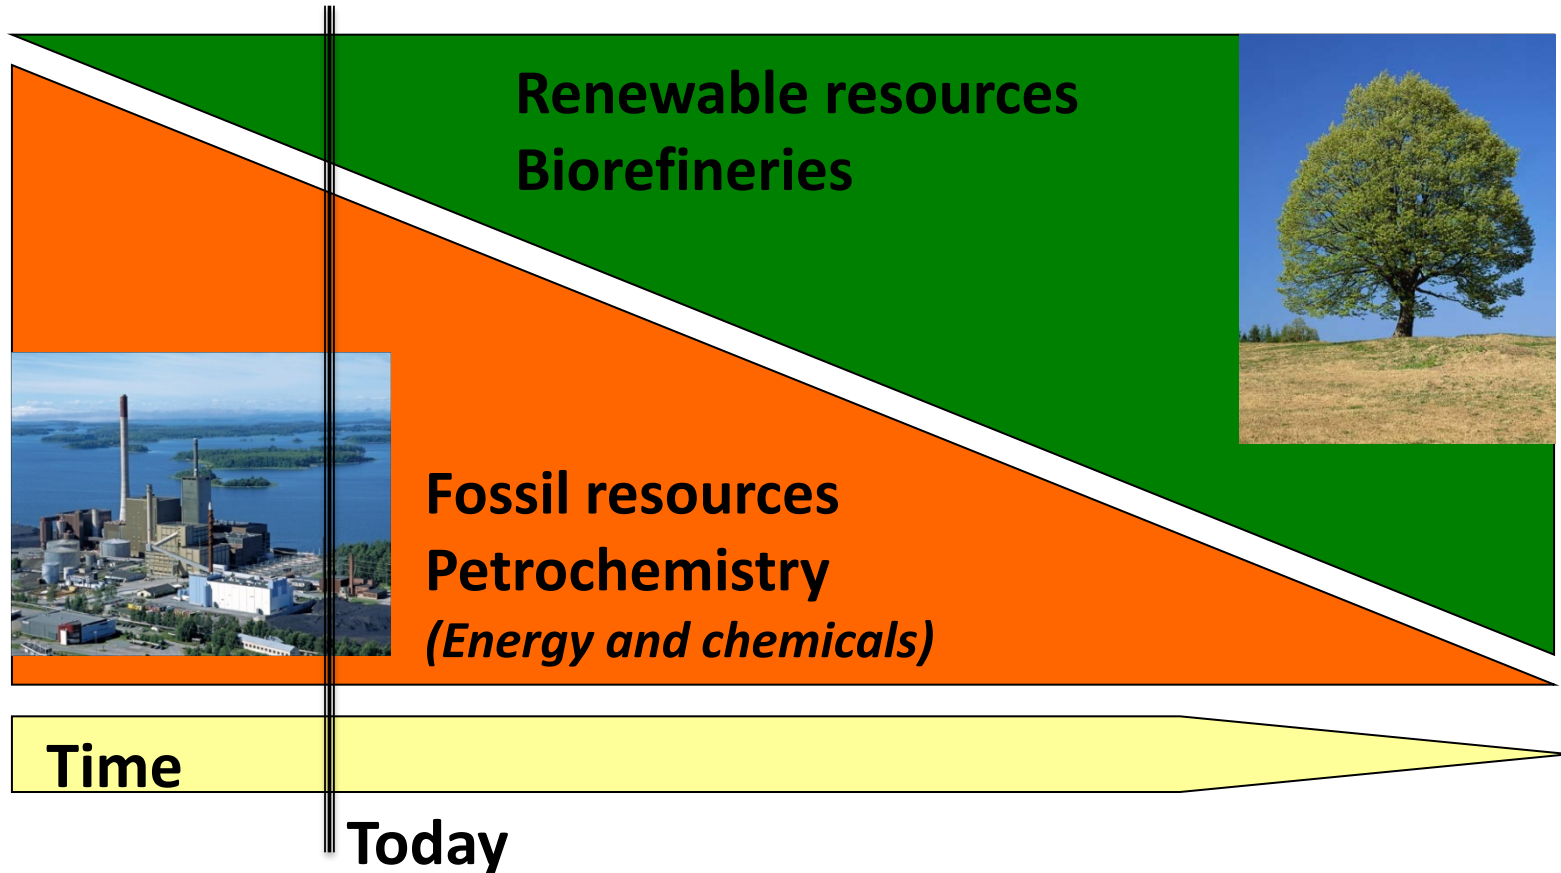 Renewable resources
Biorefineries
Fossil resources
Petrochemistry
(Energy and chemicals)
Time
Today